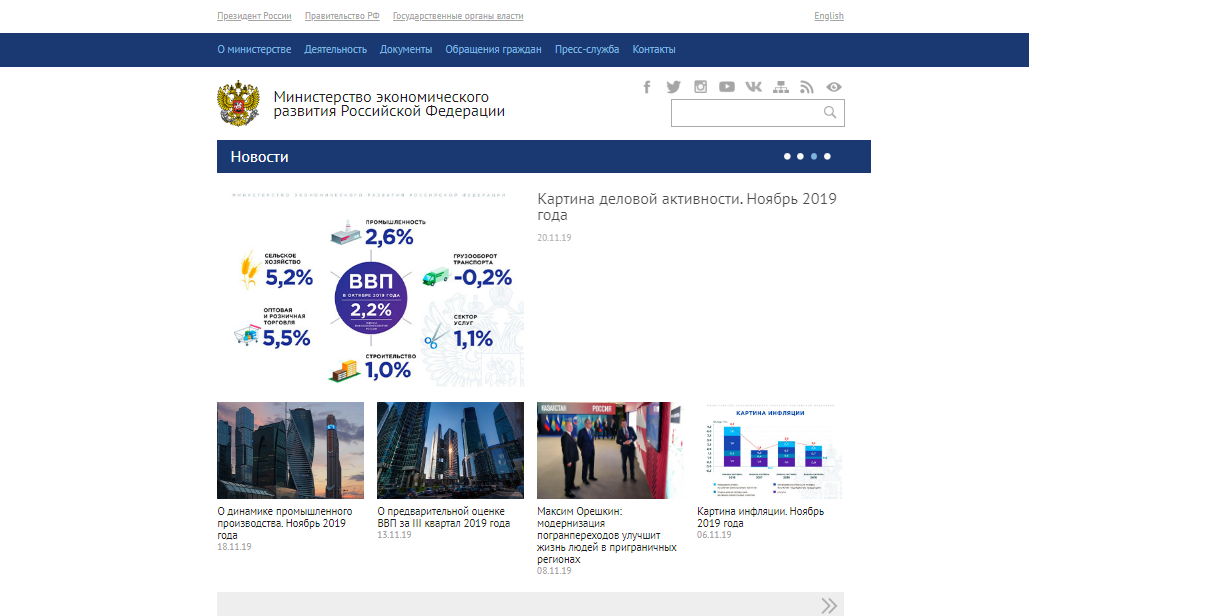 Президент России Правительство РФ Государственные органы власти English
О министерстве Деятельность Документы Обращения граждан Пресс-служба Контакты
Министерство экономического
развития Российской Федерации
Новости
МИНИСТЕРСТВО ЭКОНОМИЧЕСКОГО РАЗВИТИЯ РОССИЙСКОЙ ФЕДЕРАЦИИ
ПРОМЫШЛЕННОСТЬ
2,6%
СЕЛЬСКОЕ
ХОЗЯЙСТВО
5,2%
ГРУЗООБОРОТ
ТРАНСПОРТА
-0,2%
ВВП
В ОКТЯБРЕ 2019 ГОДА
2,2%
ОПТОВАЯ
И РОЗНИЧНАЯ
ТОРГОВЛЯ
5,5%
СЕКТОР
УСЛУГ
1,1%
СТРОИТЕЛЬСТВО
1,0%
Картина деловой активности. Ноябрь 2019
года
20.11.19
О динамике промышленного
производства. Ноябрь 2019
года
18.11.19
О предварительной оценке
ВВП за III квартал 2019 года
13.11.19
КАЗАХСТАН РОССИЯ
Максим Орешкин:
модернизация
погранпереходов улучшит
жизнь людей в приграничных
регионах
08.11.19
КАРТИНА ИНФЛЯЦИИ
Картина инфляции. Ноябрь
2019 года
06.11.19